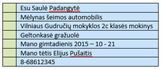 Esu Saulė Padangytė
Mėlynas šeimos automobilis
Vilniaus Gudručių mokyklos 2c klasės mokinys
Geltonkasė gražuolė
Mano gimtadienis 2015 – 10 - 21
Mano tėtis Elijus Pušaitis
8-68612345